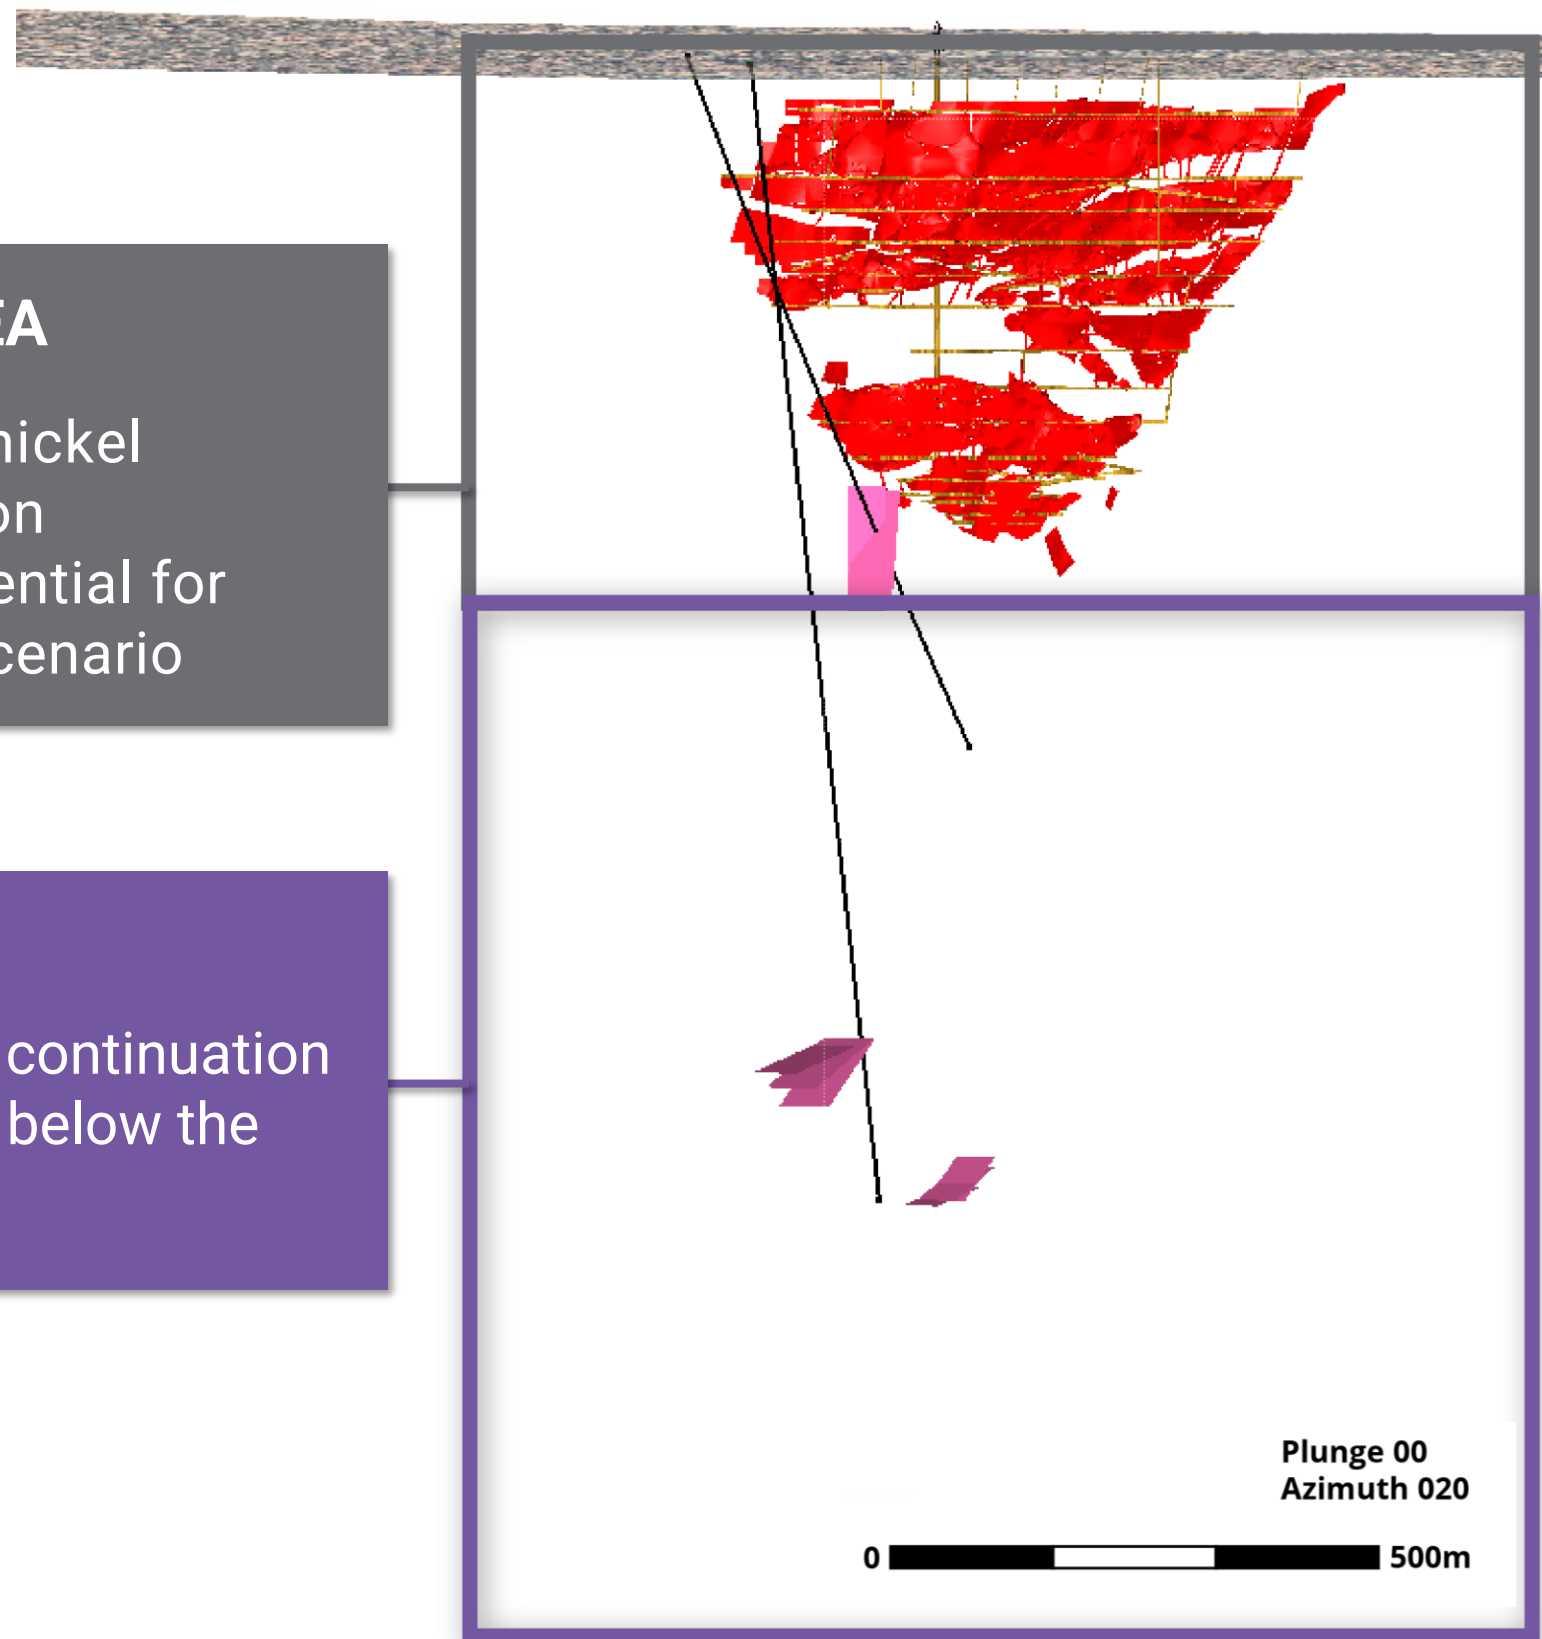 EA
nickel
on
ential for
cenario
continuation
below the
Plunge 00
Azimuth 020
0 500m